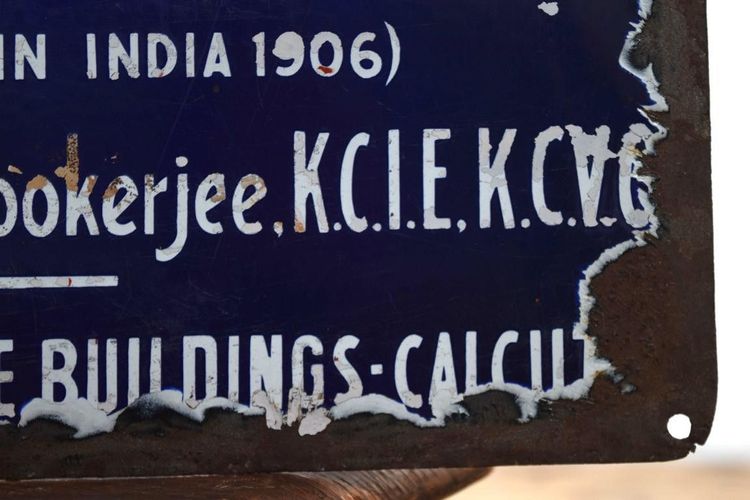 IN INDIA 1906)
ookerjee, K.C.I.E, K.C.V.O
E BUILDINGS-CALCUT